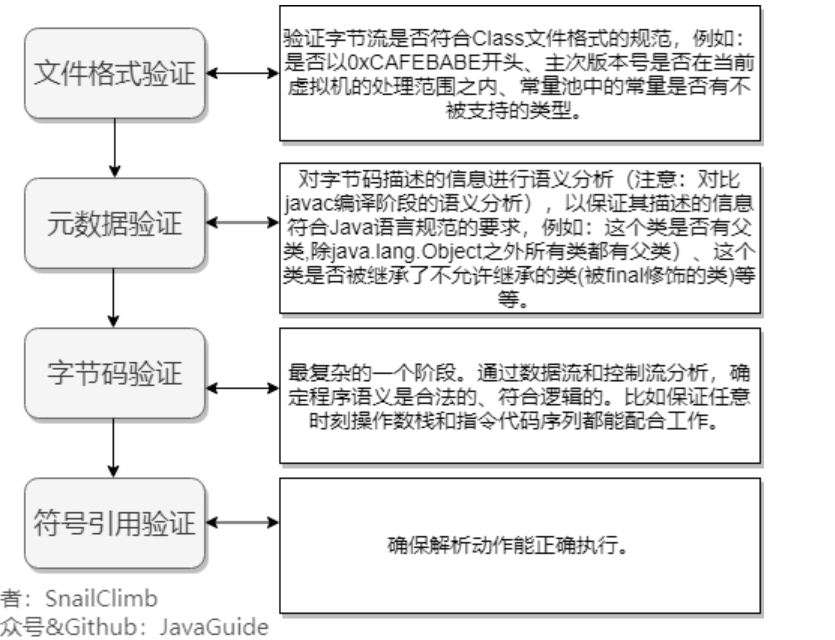 文件格式验证
验证字节流是否符合Class文件格式的规范，例如：
是否以0xCAFEBABE开头、主次版本号是否在当前
虚拟机的处理范围之内、常量池中的常量是否有不
被支持的类型。
元数据验证
对字节码描述的信息进行语义分析（注意：对比
javac编译阶段的语义分析），以保证其描述的信息
符合Java语言规范的要求，例如：这个类是否有父
类,除java.lang.Object之外所有类都有父类）、这个
类是否被继承了不允许继承的类(被final修饰的类)等
等。
字节码验证
最复杂的一个阶段。通过数据流和控制流分析，确
定程序语义是合法的、符合逻辑的。比如保证任意
时刻操作数栈和指令代码序列都能配合工作。
符号引用验证
确保解析动作能正确执行。
者：SnailClimb
众号&Github：JavaGuide